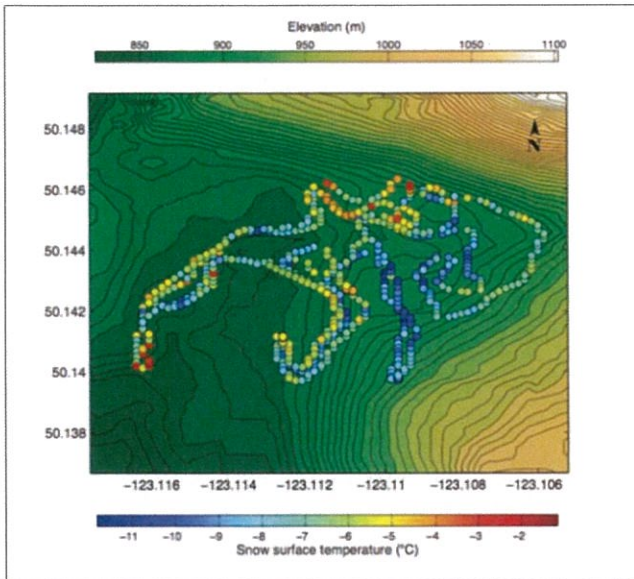 Elevation (m)
850 900 950 1000 1050 1100
50.148
50.146
50.144
50.142
50.14
50.138
N
−123.116 −123.114 −123.112 −123.11 −123.108 −123.106
−11 −10 −9 −8 −7 −6 −5 −4 −3 −2
Snow surface temperature (°C)